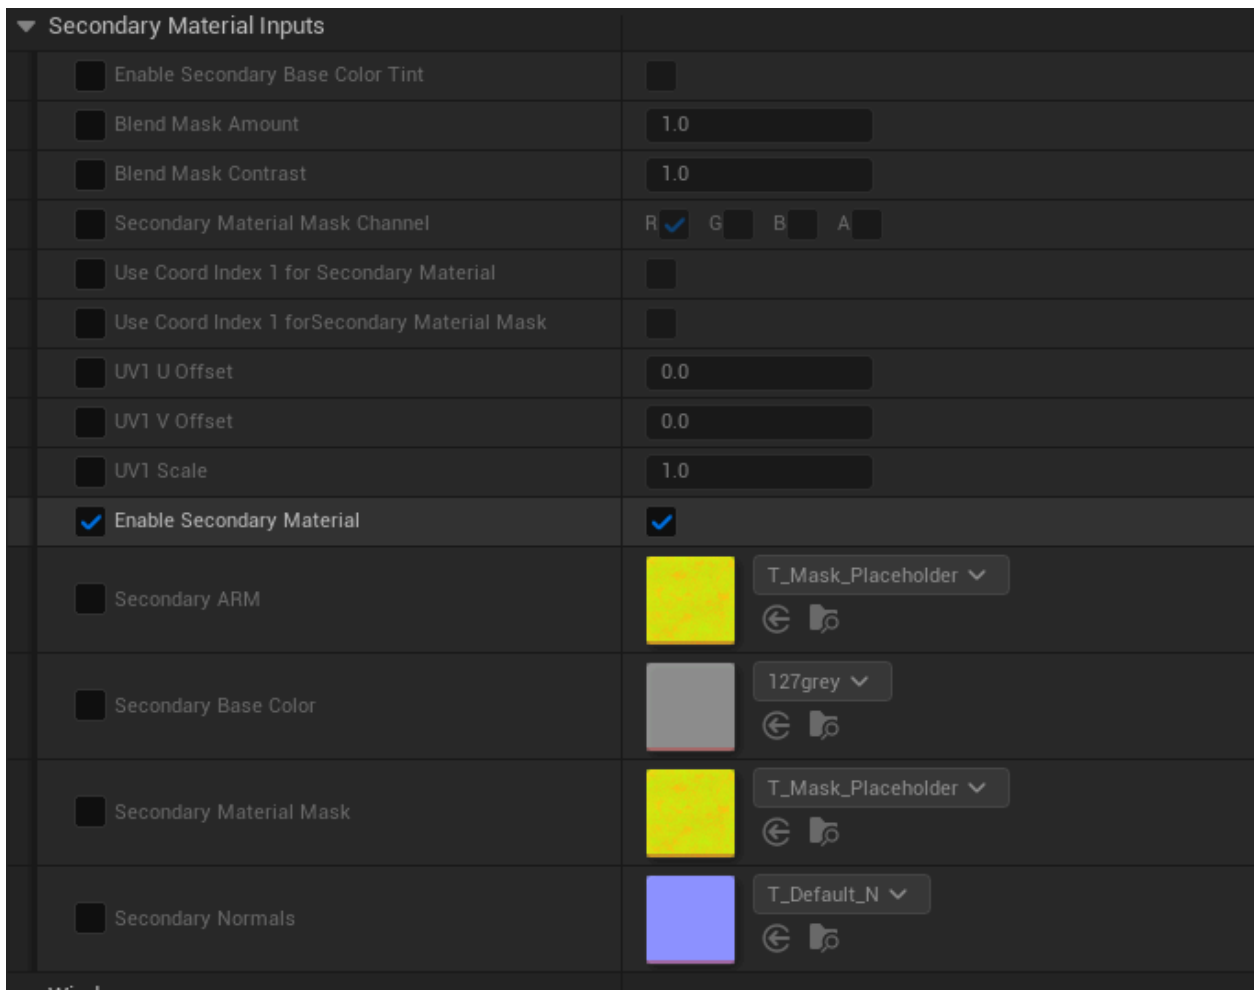 Secondary Material Inputs
Enable Secondary Base Color Tint
Blend Mask Amount 1.0
Blend Mask Contrast 1.0
Secondary Material Mask Channel R G B A
Use Coord Index 1 for Secondary Material
Use Coord Index 1 forSecondary Material Mask
UV1 U Offset 0.0
UV1 V Offset 0.0
UV1 Scale 1.0
Enable Secondary Material
Secondary ARM T_Mask_Placeholder
Secondary Base Color 127grey
Secondary Material Mask T_Mask_Placeholder
Secondary Normals T_Default_N